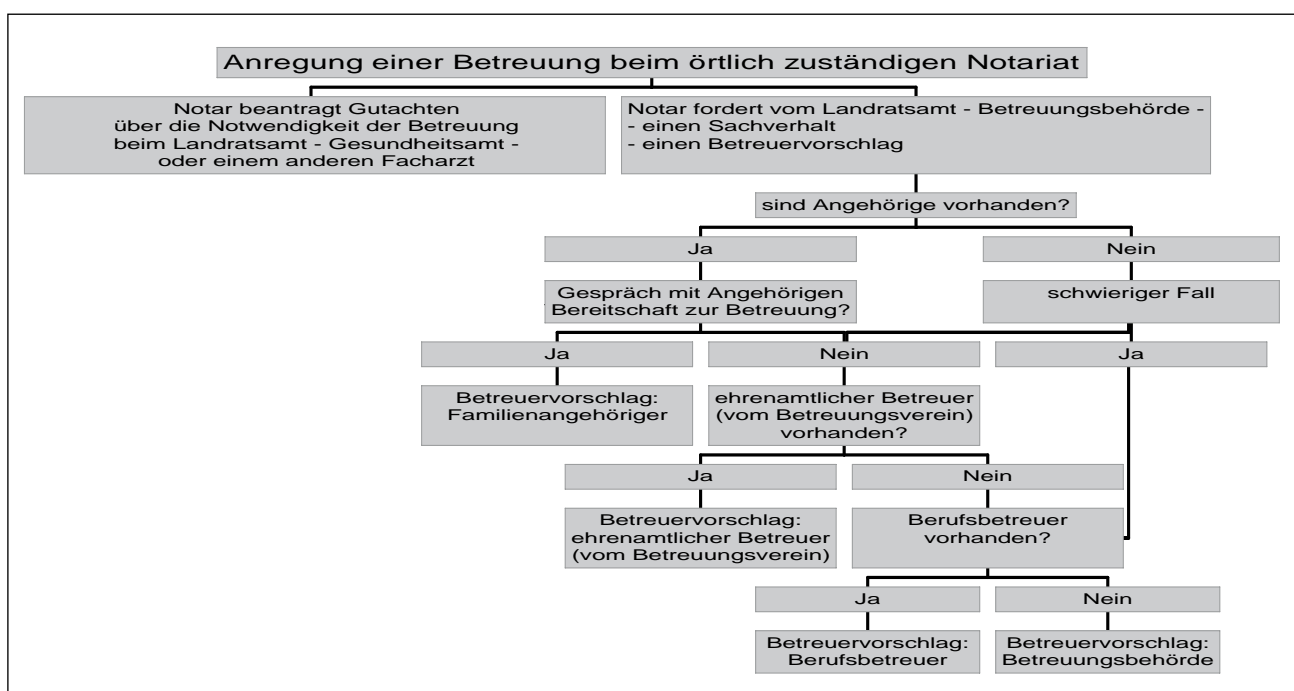 Anregung einer Betreuung beim örtlich zuständigen Notariat
Notar beantragt Gutachten
über die Notwendigkeit der Betreuung
beim Landratsamt - Gesundheitsamt -
oder einem anderen Facharzt
Notar fordert vom Landratsamt - Betreuungsbehörde -
- einen Sachverhalt
- einen Betreuervorschlag
sind Angehörige vorhanden?
Ja
Nein
Gespräch mit Angehörigen
Bereitschaft zur Betreuung?
schwieriger Fall
Ja
Nein
Ja
Betreuervorschlag:
Familienangehöriger
ehrenamtlicher Betreuer
(vom Betreuungsverein)
vorhanden?
Ja
Nein
Betreuervorschlag:
ehrenamtlicher Betreuer
(vom Betreuungsverein)
Berufsbetreuer
vorhanden?
Ja
Nein
Betreuervorschlag:
Berufsbetreuer
Betreuervorschlag:
Betreuungsbehörde